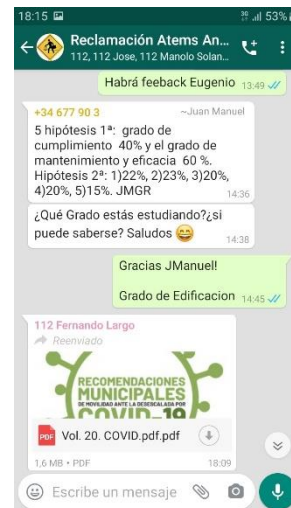 18:15 53%
Reclamación Atems An...
112, 112 Jose, 112 Manolo Solan...
Habrá feeback Eugenio 13:49
+34 677 90 3 ~Juan Manuel
5 hipótesis 1ª: grado de
cumplimiento 40% y el grado de
mantenimiento y eficacia 60 %.
Hipótesis 2ª: 1)22%, 2)23%, 3)20%,
4)20%, 5)15%. JMGR 14:36
¿Qué Grado estás estudiando?¿si
puede saberse? Saludos 😄 14:38
Gracias JManuel!
Grado de Edificacion 14:45
112 Fernando Largo
Reenviado
RECOMENDACIONES
MUNICIPALES
DE MOVILIDAD ANTE LA DESESCALADA POR
COVID-19
PDF Vol. 20. COVID.pdf.pdf
1,6 MB • PDF 18:09
Escribe un mensaje